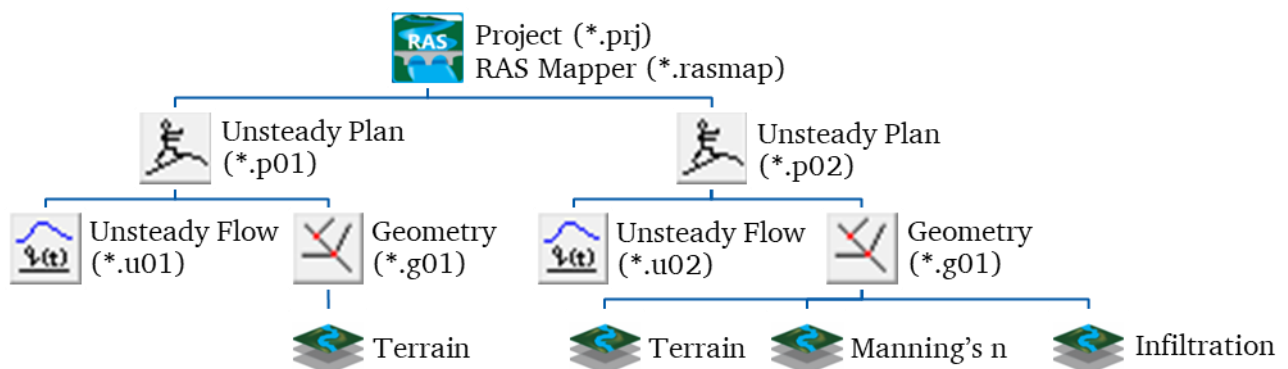 RAS
Project (*.prj)
RAS Mapper (*.rasmap)
Unsteady Plan
(*.p01)
Unsteady Plan
(*.p02)
q(t)
Unsteady Flow
(*.u01)
Geometry
(*.g01)
q(t)
Unsteady Flow
(*.u02)
Geometry
(*.g01)
Terrain
Terrain
Manning's n
Infiltration